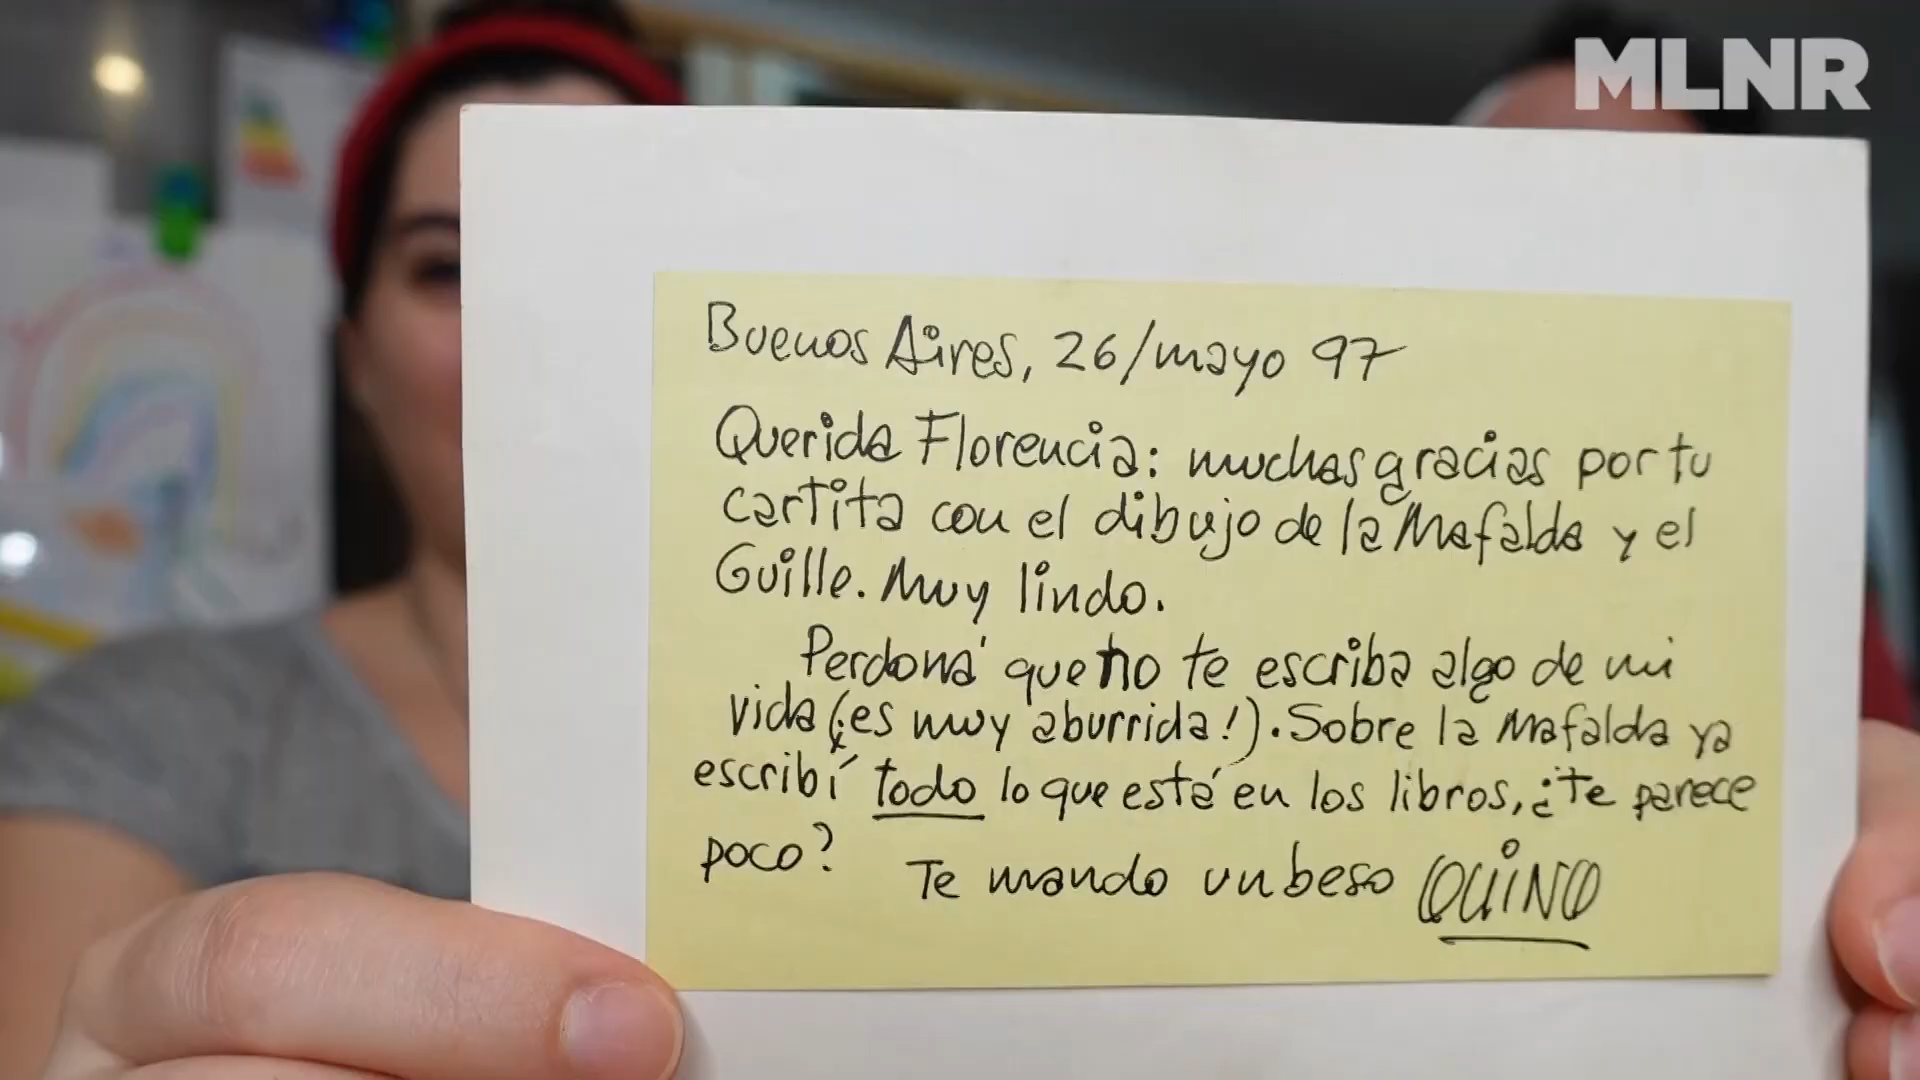 MLNR
Buenos Aires, 26/mayo 97
Querida Florencia: muchas gracias por tu
cartita con el dibujo de la Mafalda y el
Guille. Muy lindo.
Perdoná que no te escriba algo de mi
vida (¡es muy aburrida!). Sobre la Mafalda ya
escribí todo lo que está en los libros, ¿te parece
poco? Te mando un beso QUINO